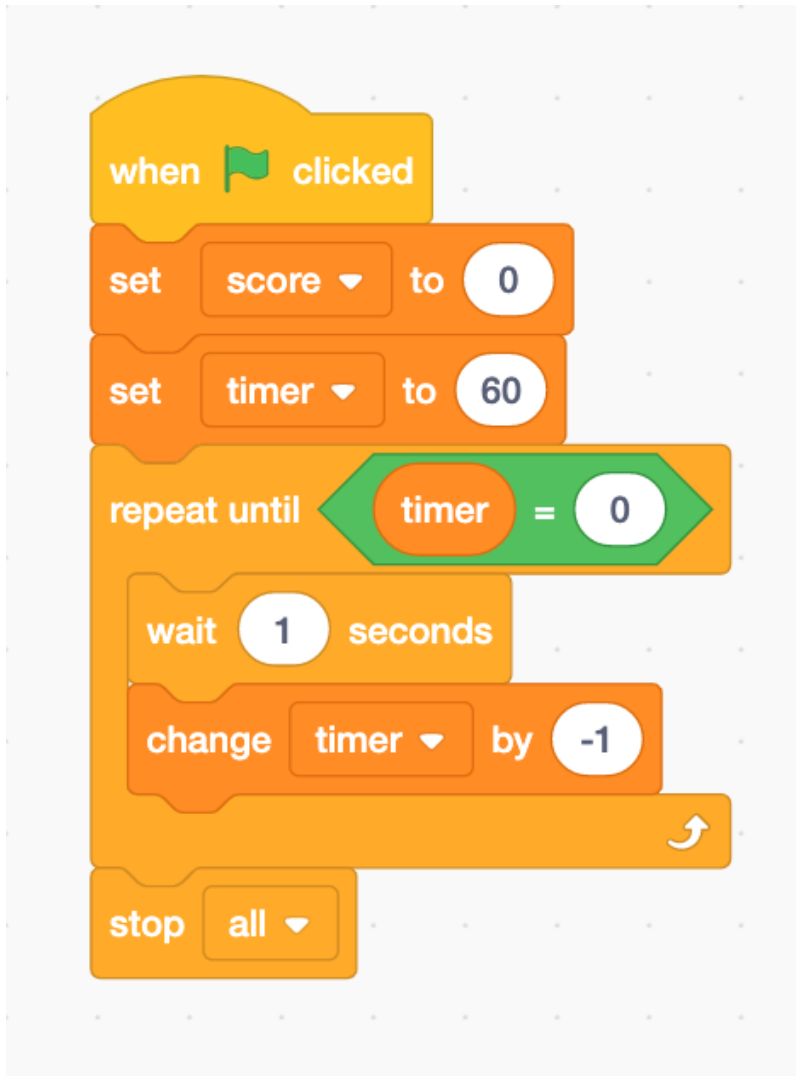 when clicked
set score to 0
set timer to 60
repeat until timer = 0
wait 1 seconds
change timer by -1
stop all